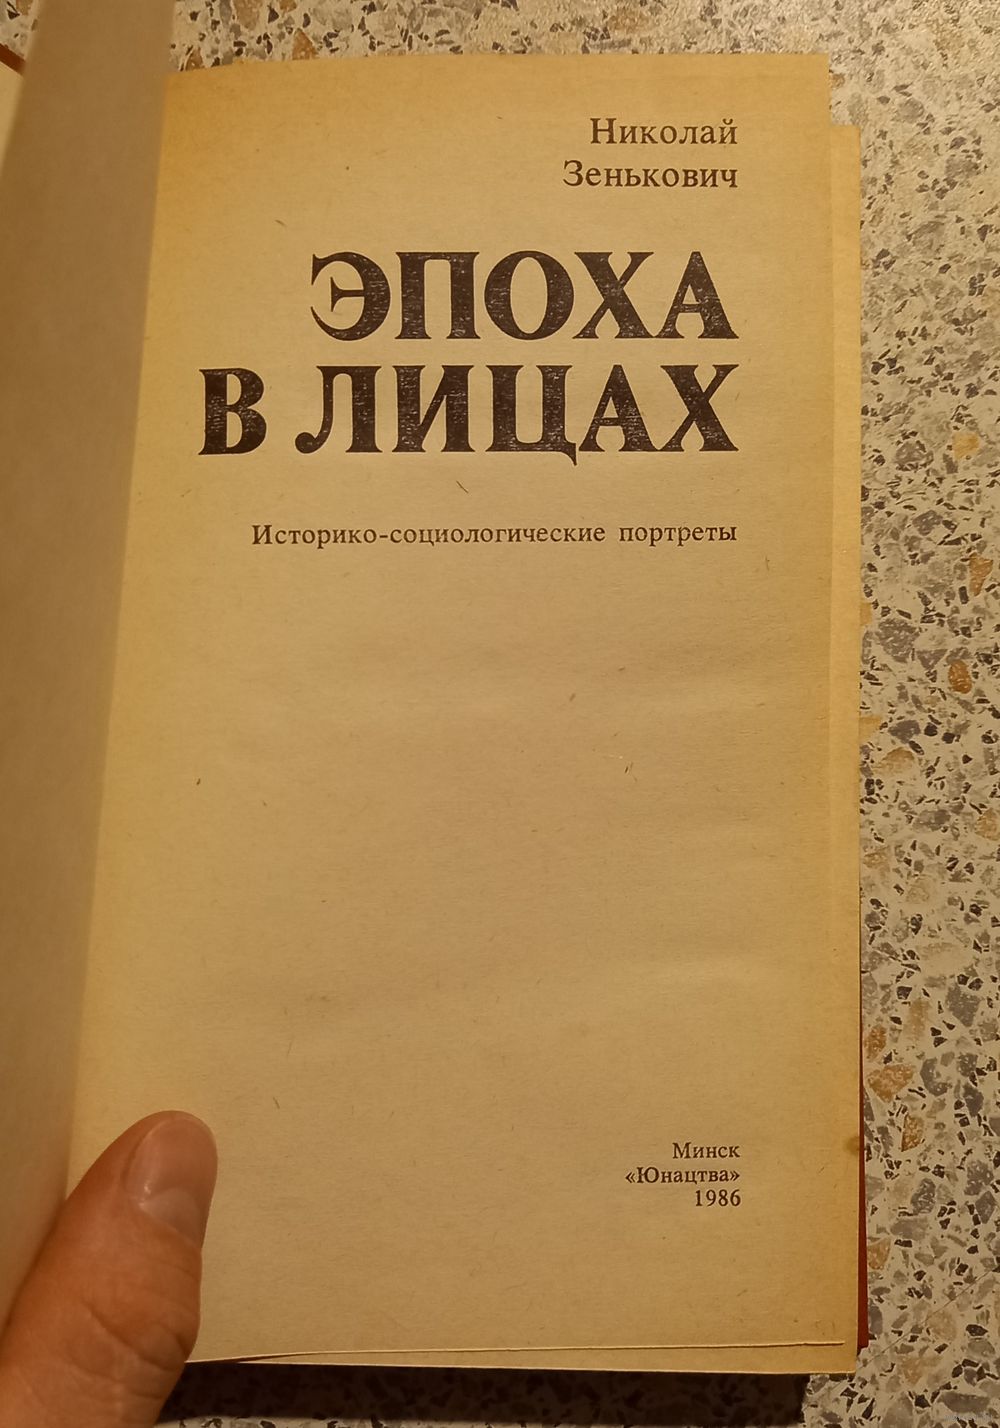 Николай
Зенькович
ЭПОХА
В ЛИЦАХ
Историко-социологические портреты
Минск
«Юнацтва»
1986